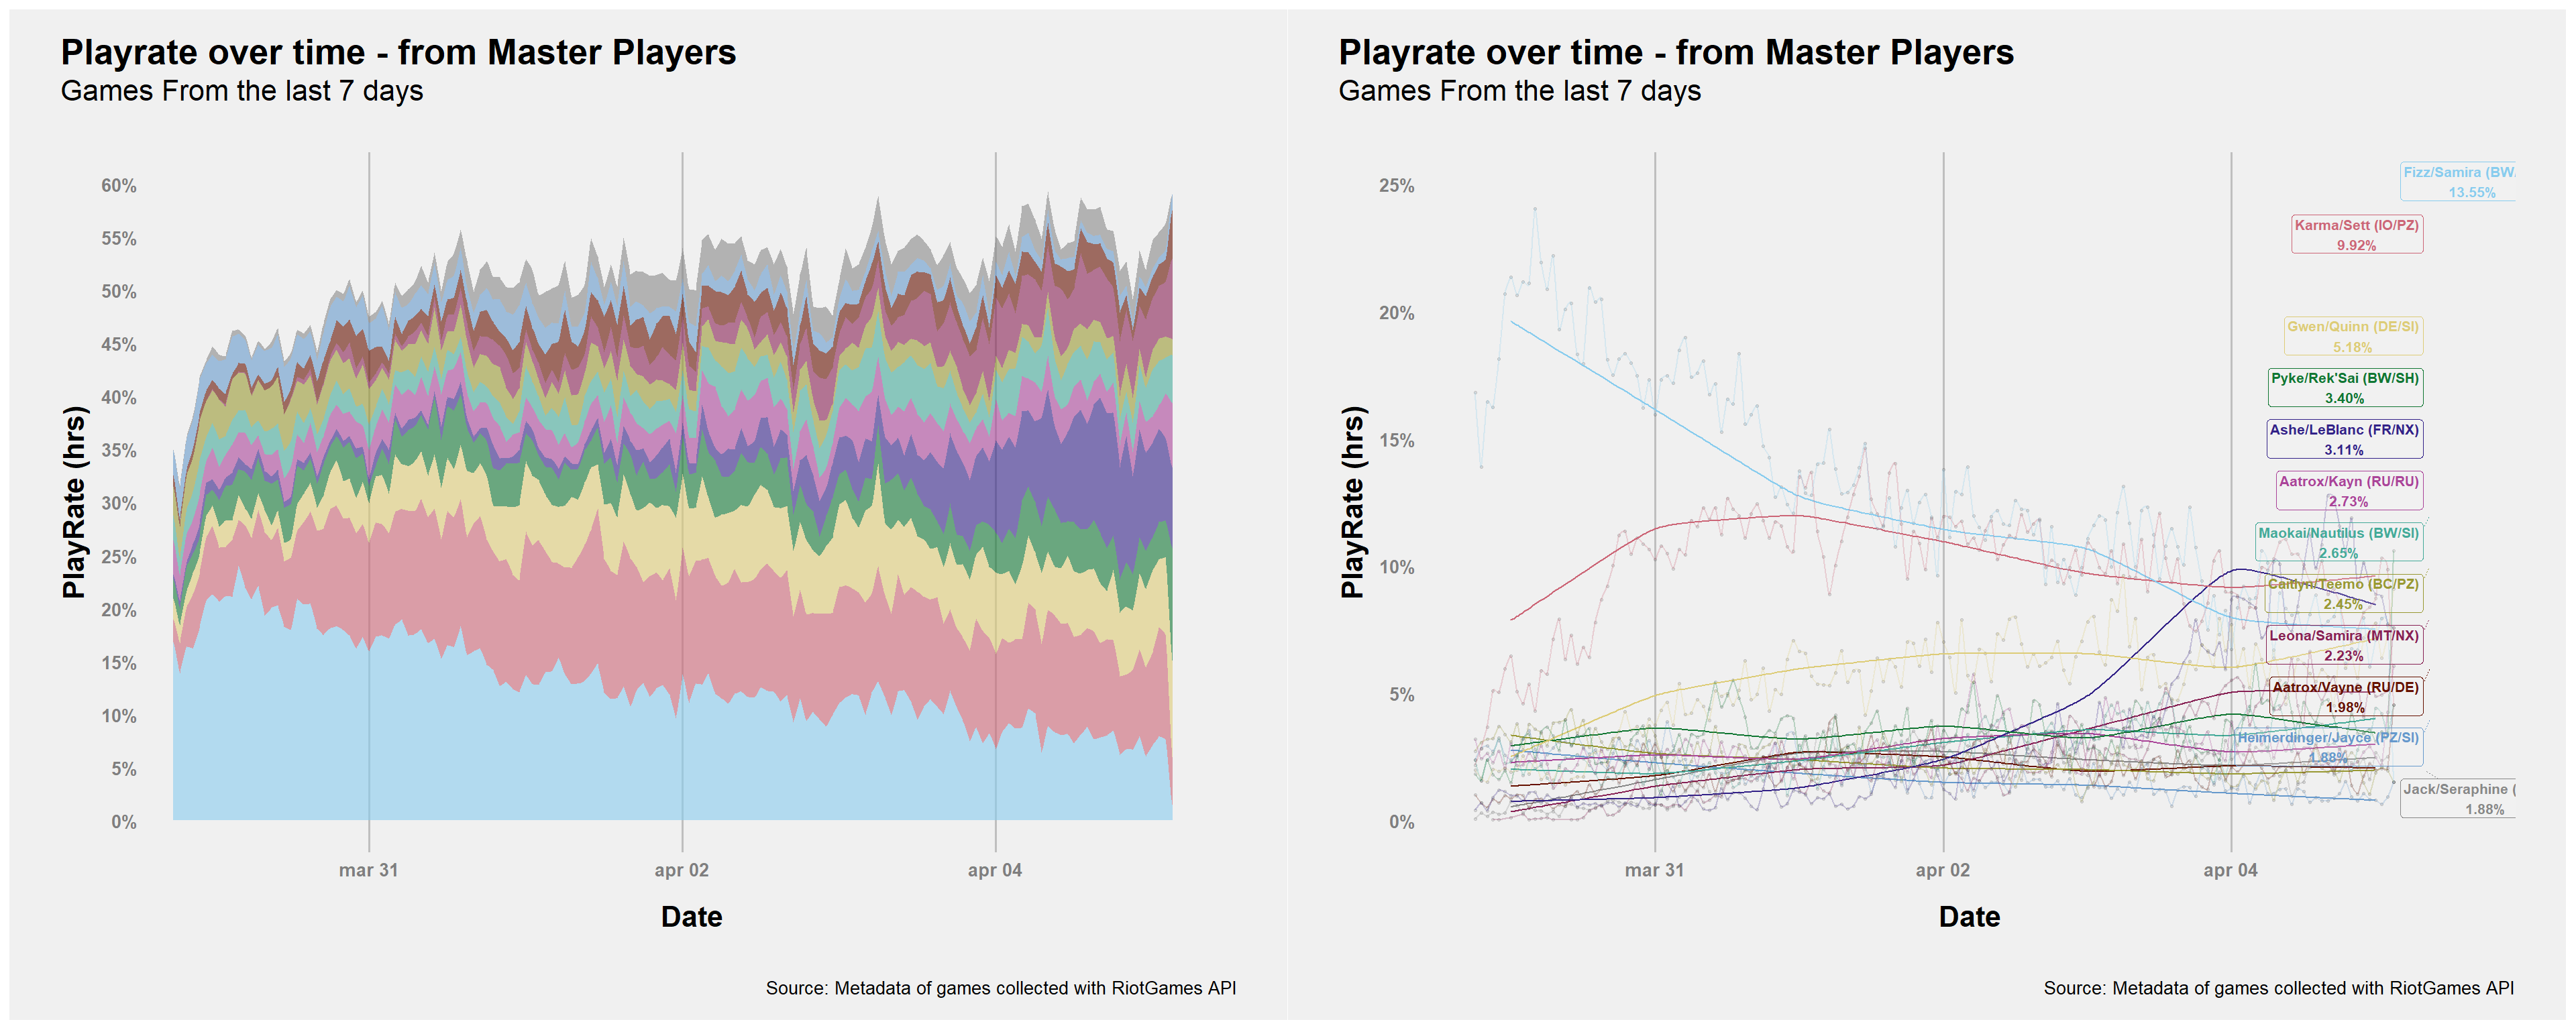 Playrate over time - from Master Players
Games From the last 7 days
PlayRate (hrs)
60%
55%
50%
45%
40%
35%
30%
25%
20%
15%
10%
5%
0%
mar 31
apr 02
apr 04
Date
Source: Metadata of games collected with RiotGames API
Playrate over time - from Master Players
Games From the last 7 days
PlayRate (hrs)
25%
20%
15%
10%
5%
0%
mar 31
apr 02
apr 04
Fizz/Samira (BW
13.55%
Karma/Sett (IO/PZ)
9.92%
Gwen/Quinn (DE/SI)
5.18%
Pyke/Rek'Sai (BW/SH)
3.40%
Ashe/LeBlanc (FR/NX)
3.11%
Aatrox/Kayn (RU/RU)
2.73%
Maokai/Nautilus (BW/SI)
2.65%
Caitlyn/Teemo (BC/PZ)
2.45%
Leona/Samira (MT/NX)
2.23%
Aatrox/Vayne (RU/DE)
1.98%
Heimerdinger/Jayce (PZ/SI)
1.88%
Jack/Seraphine (
1.88%
Date
Source: Metadata of games collected with RiotGames API